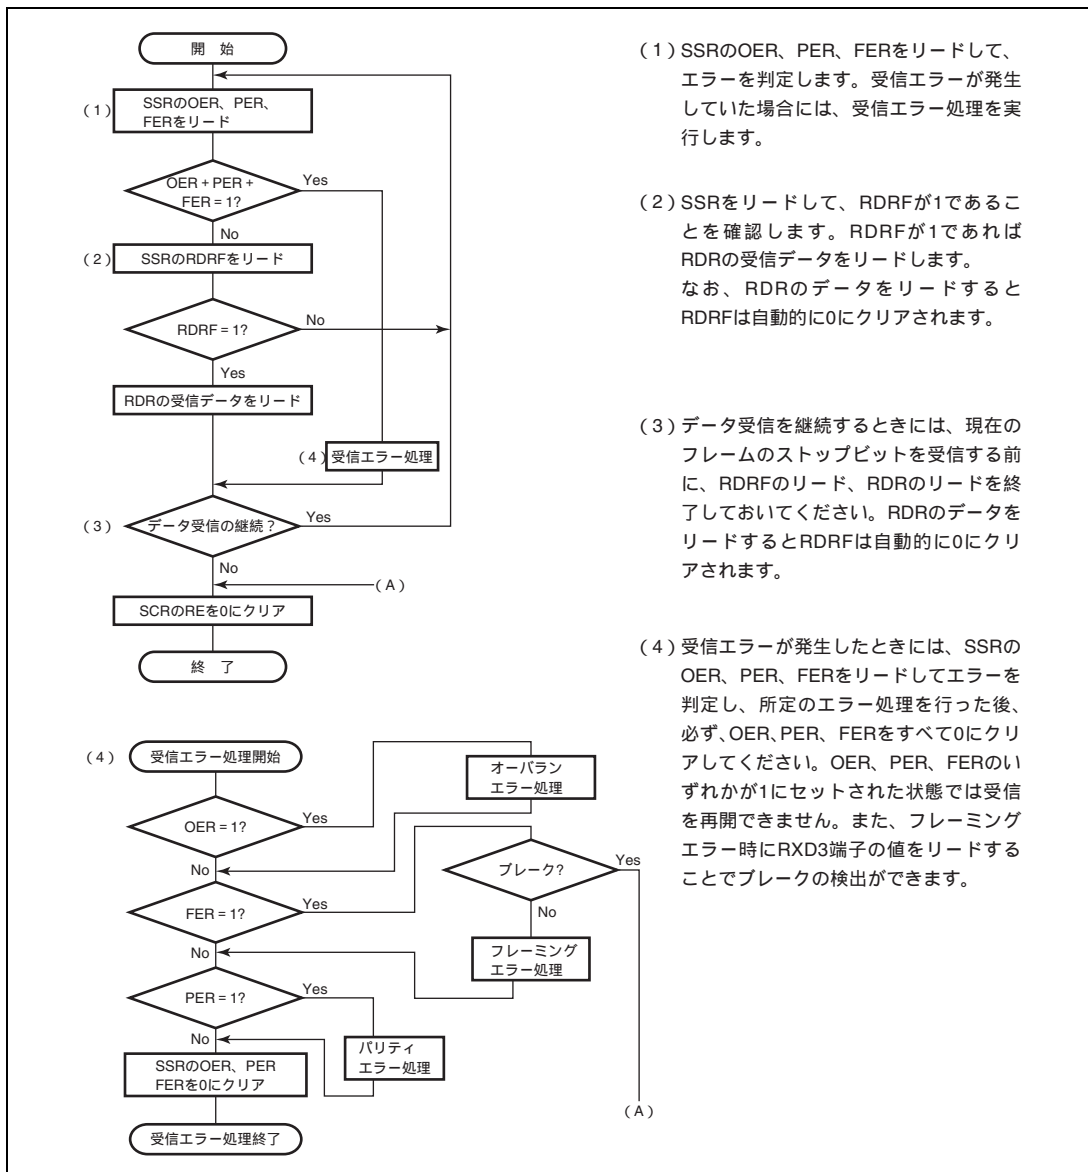 開 始
(1)
SSRのOER、PER、
FERをリード
OER + PER +
FER = 1?
Yes
No
(2)
SSRのRDRFをリード
RDRF = 1?
No
Yes
RDRの受信データをリード
(4)
受信エラー処理
(3)
データ受信の継続?
Yes
No
(A)
SCRのREを0にクリア
終 了
(1)SSRのOER、PER、FERをリードして、
エラーを判定します。受信エラーが発生
していた場合には、受信エラー処理を実
行します。
(2)SSRをリードして、RDRFが1であるこ
とを確認します。RDRFが1であれば
RDRの受信データをリードします。
なお、RDRのデータをリードすると
RDRFは自動的に0にクリアされます。
(3)データ受信を継続するときには、現在の
フレームのストップビットを受信する前
に、RDRFのリード、RDRのリードを終
了しておいてください。RDRのデータを
リードするとRDRFは自動的に0にクリ
アされます。
(4)受信エラーが発生したときには、SSRの
OER、PER、FERをリードしてエラーを
判定し、所定のエラー処理を行った後、
必ず、OER、PER、FERをすべて0にクリ
アしてください。OER、PER、FERのい
ずれかが1にセットされた状態では受信
を再開できません。また、フレーミング
エラー時にRXD3端子の値をリードする
ことでブレークの検出ができます。
(4)
受信エラー処理開始
OER = 1?
Yes
オーバラン
エラー処理
No
FER = 1?
Yes
ブレーク?
Yes
No
フレーミング
エラー処理
No
PER = 1?
Yes
パリティ
エラー処理
No
SSRのOER、PER
FERを0にクリア
(A)
受信エラー処理終了